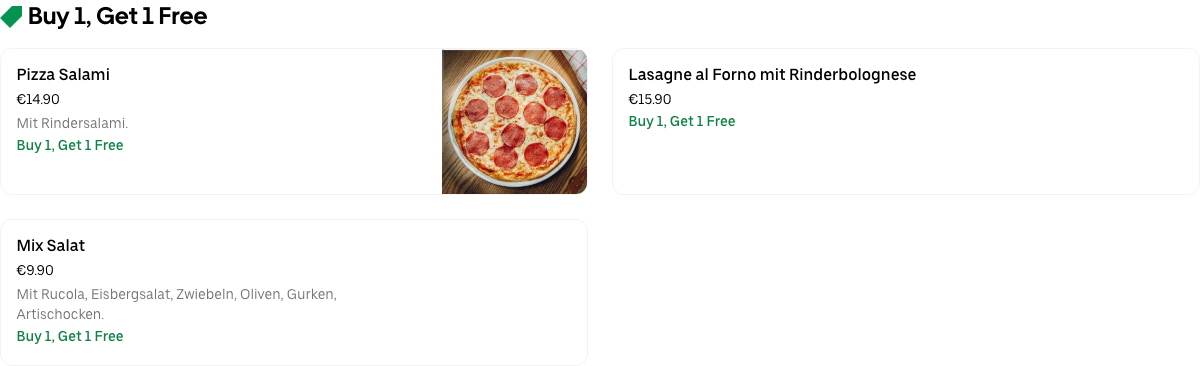 Buy 1, Get 1 Free
Pizza Salami
€14.90
Mit Rindersalami.
Buy 1, Get 1 Free
Lasagne al Forno mit Rinderbolognese
€15.90
Buy 1, Get 1 Free
Mix Salat
€9.90
Mit Rucola, Eisbergsalat, Zwiebeln, Oliven, Gurken,
Artischocken.
Buy 1, Get 1 Free